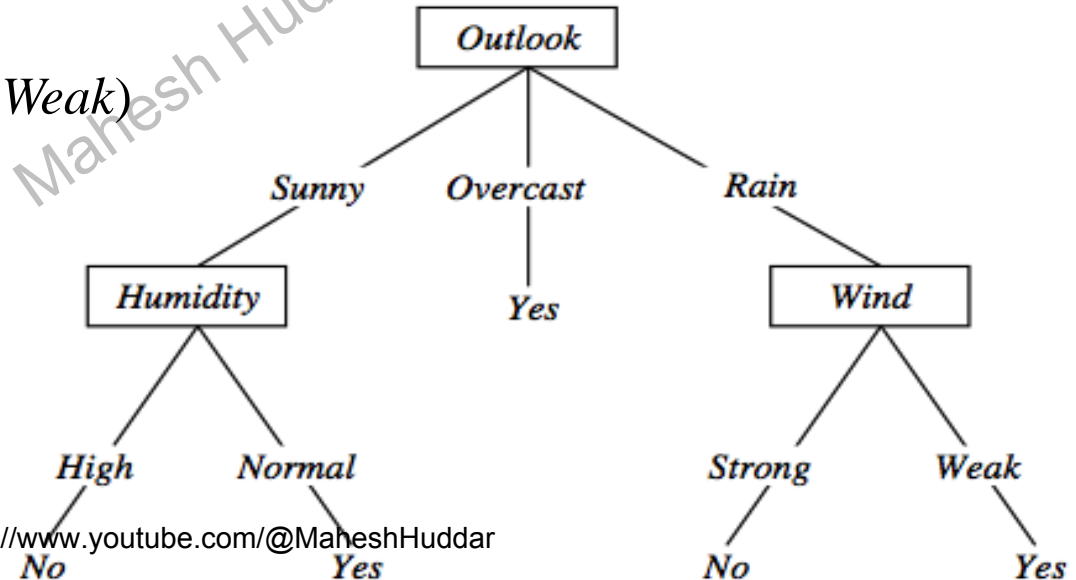 Outlook
Weak)
Mahesh Hud
Sunny Overcast Rain
Humidity Yes Wind
High Normal Strong Weak
//www.youtube.com/@MaheshHuddar
No Yes No Yes